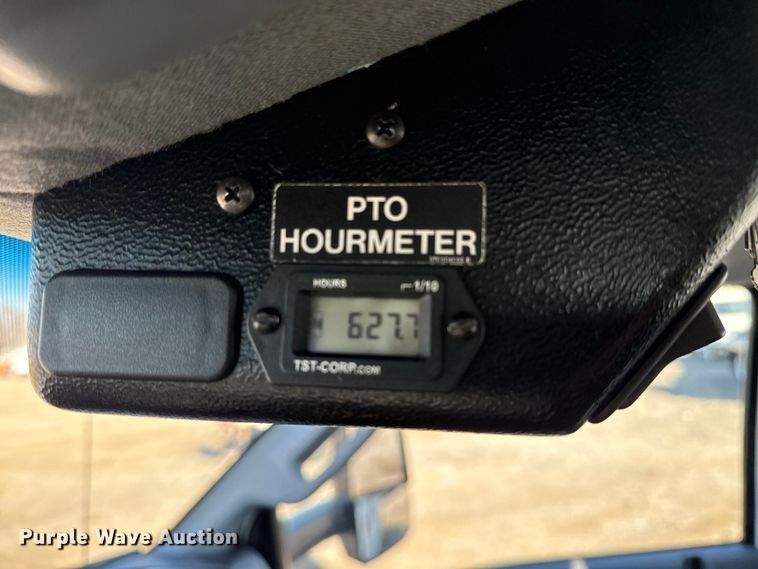 PTO
HOURMETER
HOURS 1/10
627.7
TST-CORP.COM
Purple Wave Auction